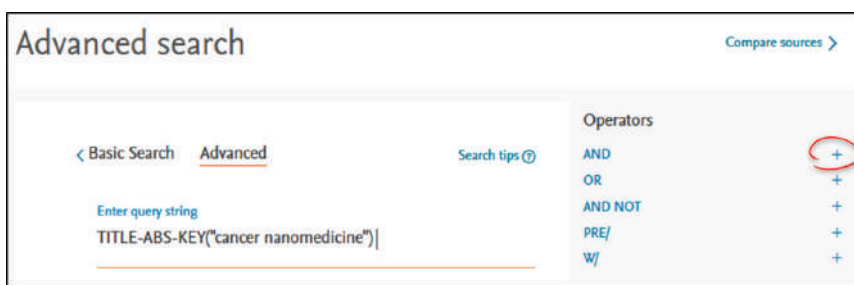 Advanced search
Compare sources >
< Basic Search Advanced Search tips ?
Enter query string
TITLE-ABS-KEY("cancer nanomedicine")
Operators
AND +
OR +
AND NOT +
PRE/ +
W/ +